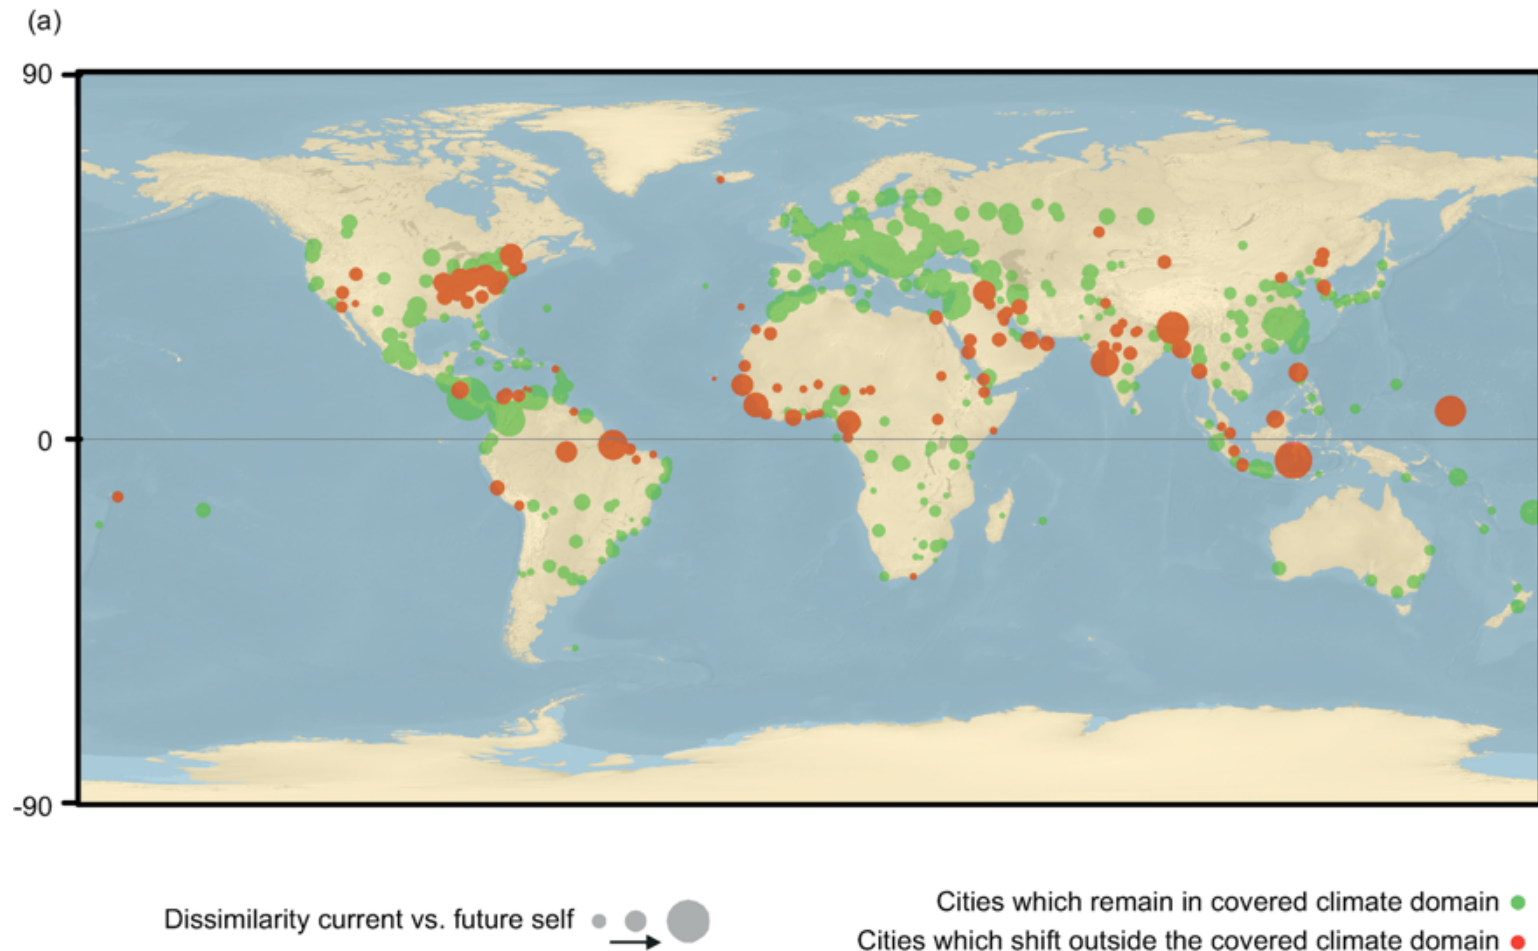 (a)
90
0
-90
Dissimilarity current vs. future self
Cities which remain in covered climate domain
Cities which shift outside the covered climate domain